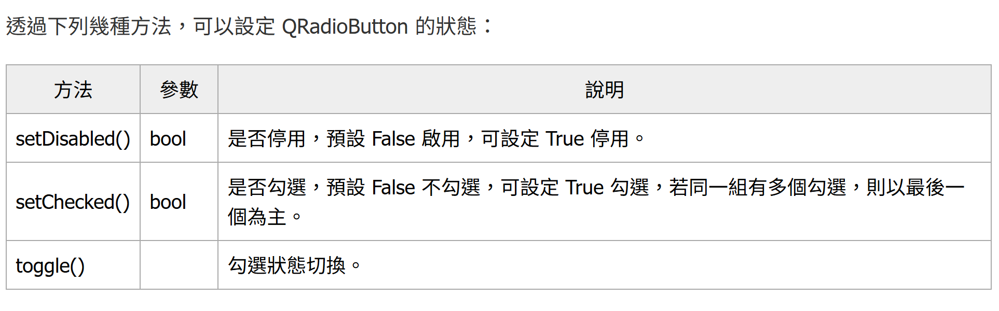 透過下列幾種方法，可以設定 QRadioButton 的狀態：
方法 參數 說明
setDisabled() bool 是否停用，預設 False 啟用，可設定 True 停用。
setChecked() bool 是否勾選，預設 False 不勾選，可設定 True 勾選，若同一組有多個勾選，則以最後一
個為主。
toggle() 勾選狀態切換。